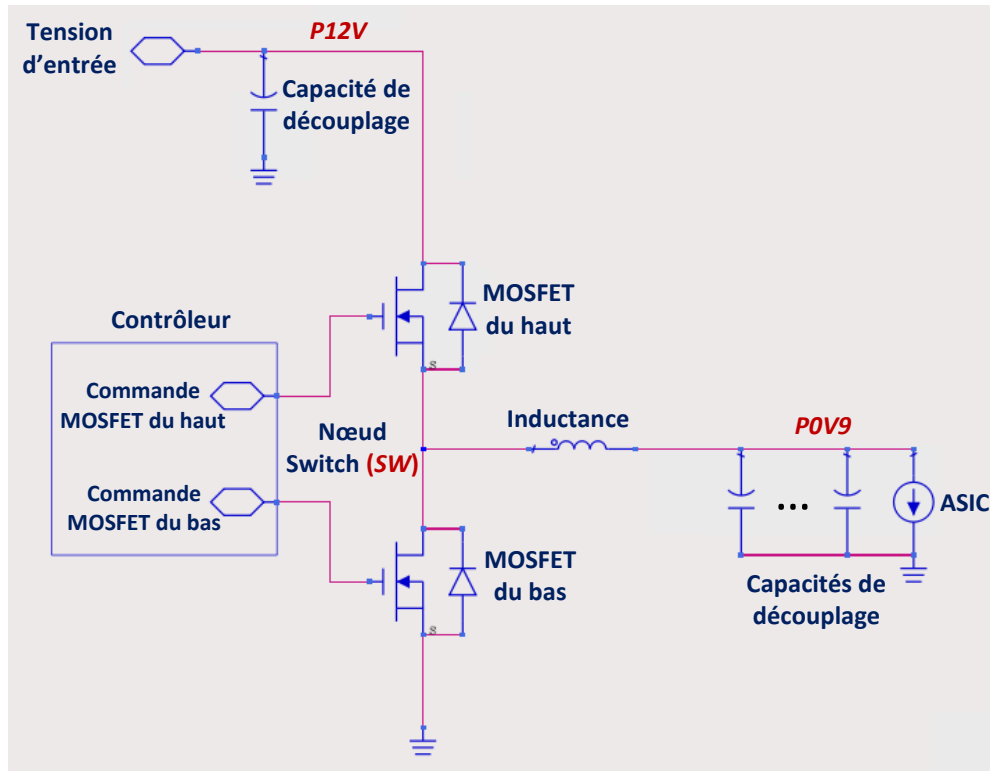 Tension
d'entrée
P12V
Capacité de
découplage
MOSFET
du haut
S
Contrôleur
Commande
MOSFET du haut
Nœud
Switch (SW)
Inductance
P0V9
Commande
MOSFET du bas
...
ASIC
MOSFET
du bas
S
Capacités de
découplage